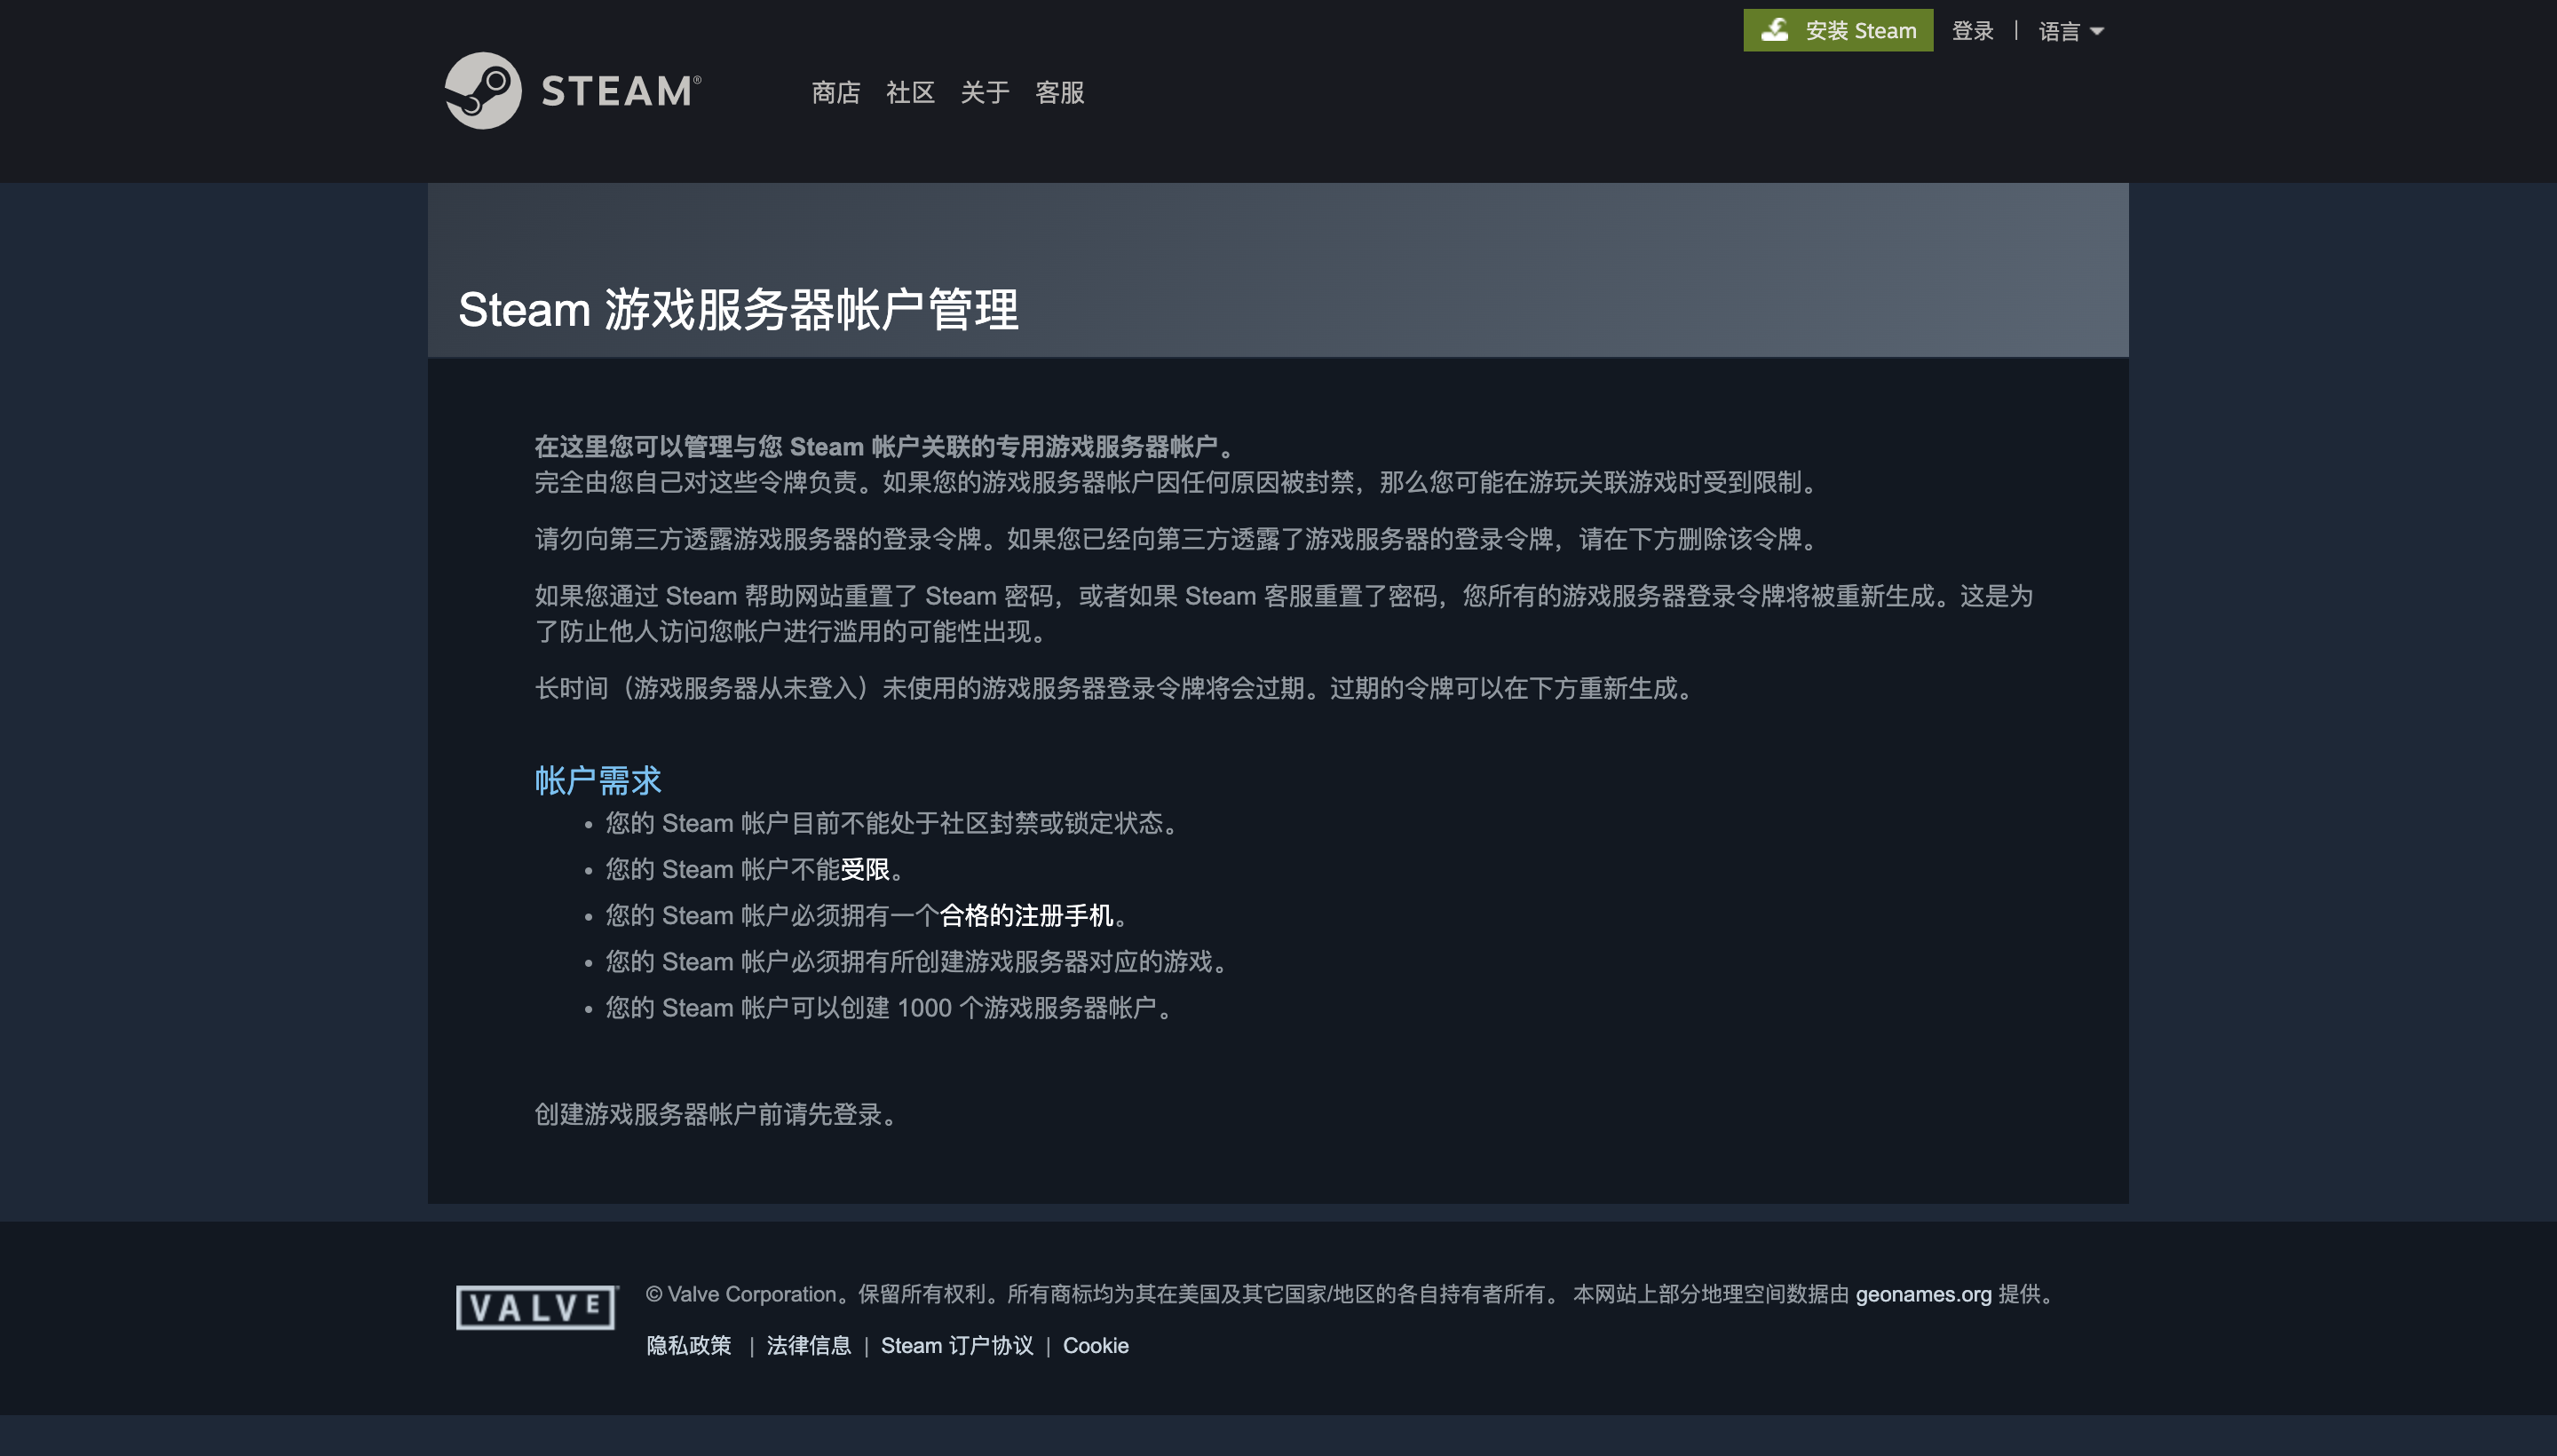 安装 Steam 登录 | 语言
STEAM® 商店 社区 关于 客服
Steam 游戏服务器帐户管理
在这里您可以管理与您 Steam 帐户关联的专用游戏服务器帐户。
完全由您自己对这些令牌负责。如果您的游戏服务器帐户因任何原因被封禁，那么您可能在游玩关联游戏时受到限制。
请勿向第三方透露游戏服务器的登录令牌。如果您已经向第三方透露了游戏服务器的登录令牌，请在下方删除该令牌。
如果您通过 Steam 帮助网站重置了 Steam 密码，或者如果 Steam 客服重置了密码，您所有的游戏服务器登录令牌将被重新生成。这是为
了防止他人访问您帐户进行滥用的可能性出现。
长时间（游戏服务器从未登入）未使用的游戏服务器登录令牌将会过期。过期的令牌可以在下方重新生成。
帐户需求
• 您的 Steam 帐户目前不能处于社区封禁或锁定状态。
• 您的 Steam 帐户不能受限。
• 您的 Steam 帐户必须拥有一个合格的注册手机。
• 您的 Steam 帐户必须拥有所创建游戏服务器对应的游戏。
• 您的 Steam 帐户可以创建 1000 个游戏服务器帐户。
创建游戏服务器帐户前请先登录。
VALVE © Valve Corporation。保留所有权利。所有商标均为其在美国及其它国家/地区的各自持有者所有。 本网站上部分地理空间数据由 geonames.org 提供。
隐私政策 | 法律信息 | Steam 订户协议 | Cookie